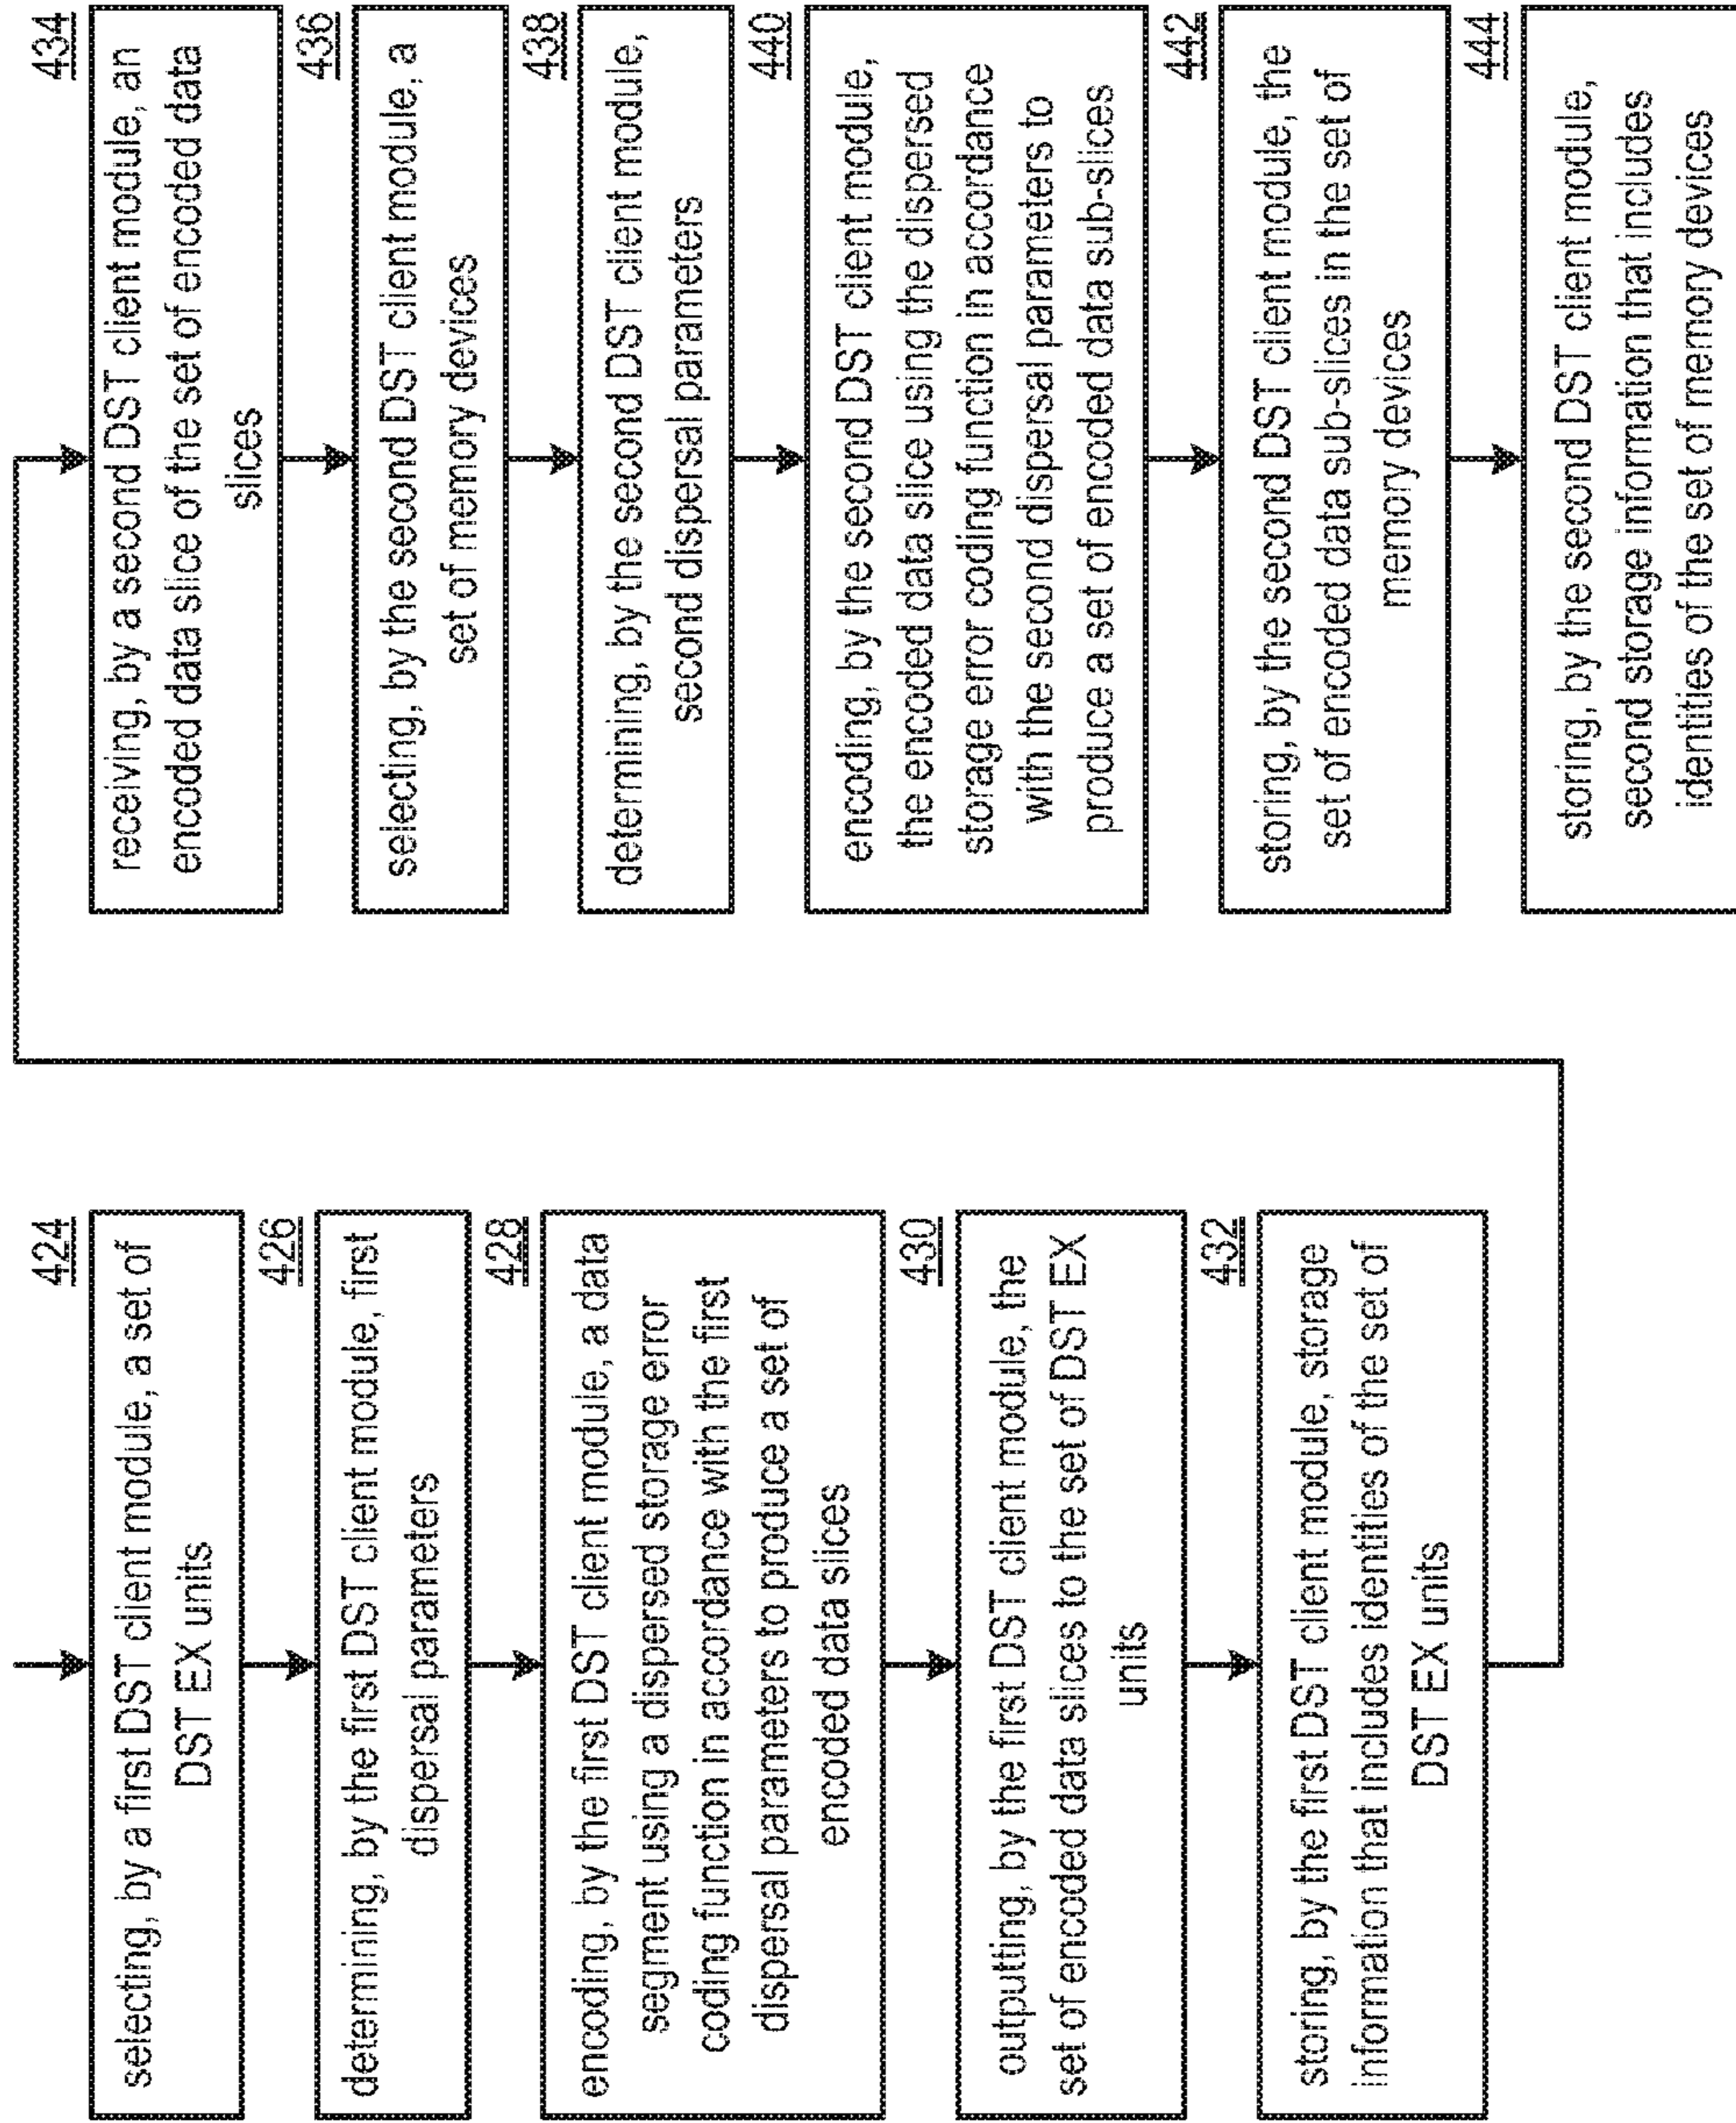 424
selecting, by a first DST client module, a set of
DST EX units
426
determining, by the first DST client module, first
dispersal parameters
428
encoding, by the first DST client module, a data
segment using a dispersed storage error
coding function in accordance with the first
dispersal parameters to produce a set of
encoded data slices
430
outputting, by the first DST client module, the
set of encoded data slices to the set of DST EX
units
432
storing, by the first DST client module, storage
information that includes identities of the set of
DST EX units
434
receiving, by a second DST client module, an
encoded data slice of the set of encoded data
slices
436
selecting, by the second DST client module, a
set of memory devices
438
determining, by the second DST client module,
second dispersal parameters
440
encoding, by the second DST client module,
the encoded data slice using the dispersed
storage error coding function in accordance
with the second dispersal parameters to
produce a set of encoded data sub-slices
442
storing, by the second DST client module, the
set of encoded data sub-slices in the set of
memory devices
444
storing, by the second DST client module,
second storage information that includes
identities of the set of memory devices